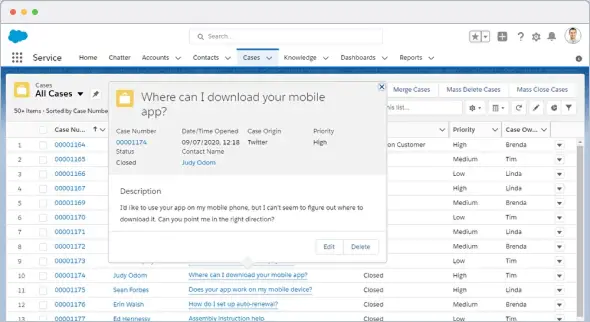 Search...
Service
Home Chatter Accounts Contacts Cases Knowledge Dashboards Reports
Cases
All Cases
50+ Items • Sorted by Case Numbe
Merge Cases Mass Delete Cases Mass Close Cases
this list...
Case Nu... Priority Case Ow...
Where can I download your mobile
app?
Case Number Date/Time Opened Case Origin Priority
00001174 09/07/2020, 12:18 Twitter High
Status Contact Name
Closed Judy Odom
Description
I'd like to use your app on my mobile phone, but I can't seem to figure out where to
download it. Can you point me in the right direction?
Edit Delete
1 00001164 on Customer High Brenda
2 00001165 Medium Tim
3 00001166 Low Linda
4 00001167 High Brenda
5 00001168 Medium Tim
6 00001169 Low Linda
7 00001170 Low Tim
8 00001171 High Linda
9 00001172 Medium Brenda
10 00001174 Judy Odom Where can I download your mobile app? Closed High Tim
11 00001175 Sean Forbes Does your app work on my mobile device? Closed High Linda
12 00001176 Erin Walsh How do I set up auto-renewal? Closed Medium Brenda
13 00001177 Ed Hennessy Assembly instruction help Closed Low Tim